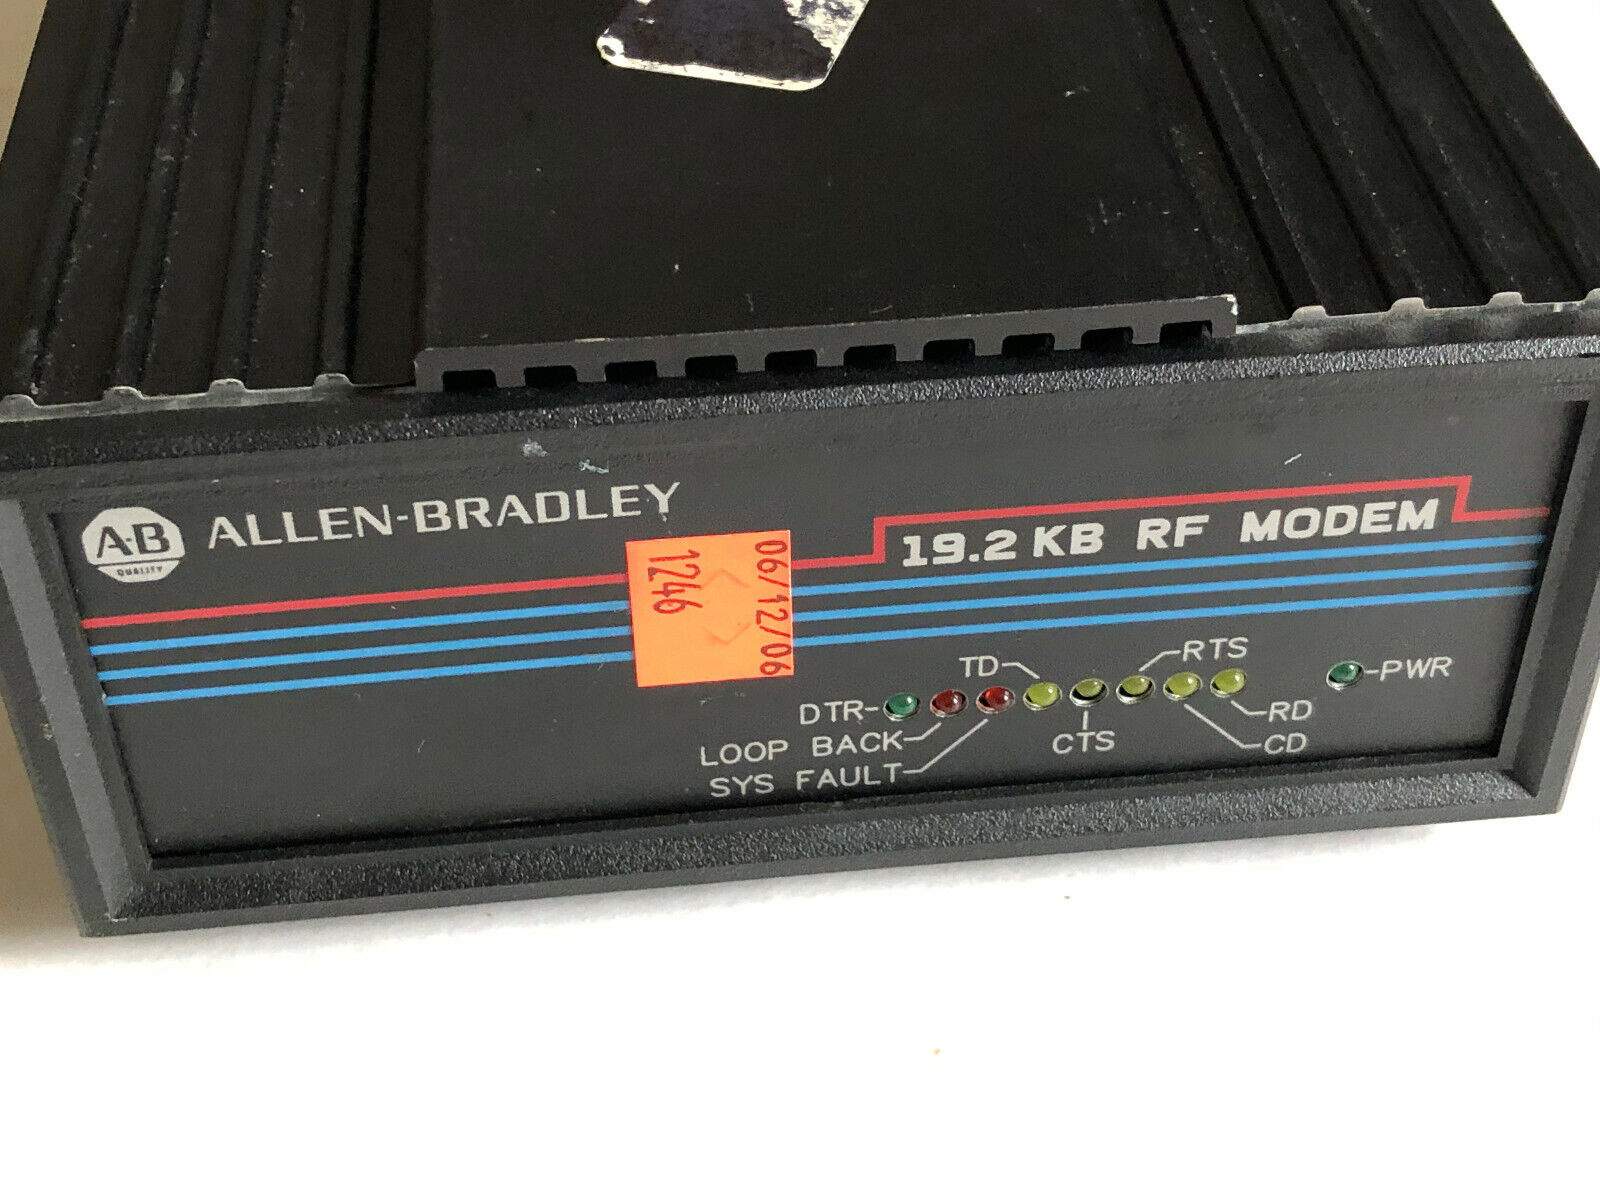 A·B
QUALITY
ALLEN-BRADLEY
19.2 KB RF MODEM
06/12/06
1246
TD
RTS
PWR
DTR
LOOP BACK
SYS FAULT
CTS
RD
CD